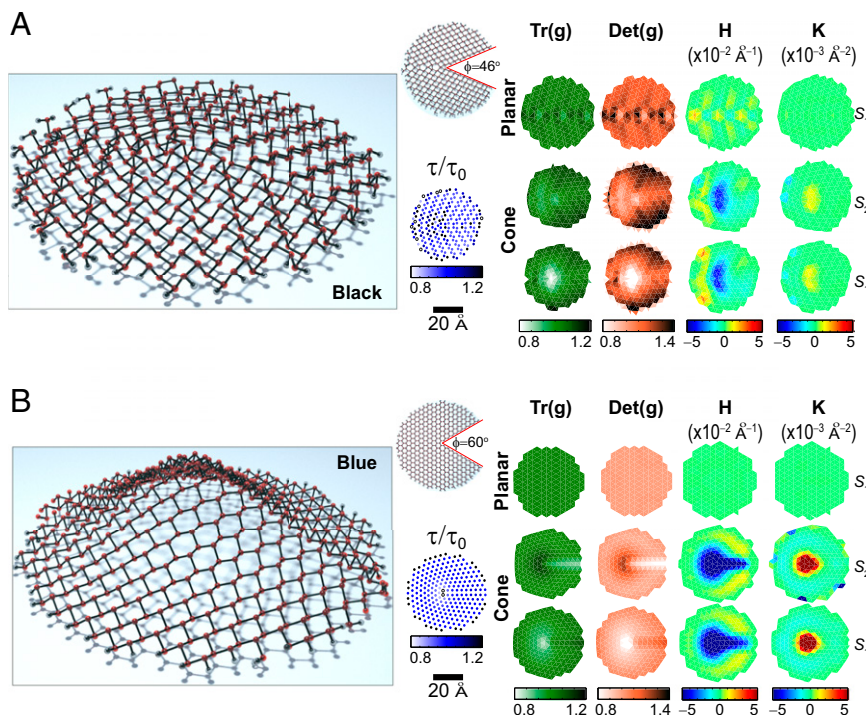 A
Black
ϕ=46°
τ/τ₀
0.8 1.2
20 Å
Tr(g) Det(g) H K
(x10⁻² Å⁻¹) (x10⁻³ Å⁻²)
Planar
Cone
0.8 1.2 0.8 1.4 −5 0 5 −5 0 5
B
Blue
ϕ=60°
τ/τ₀
0.8 1.2
20 Å
Tr(g) Det(g) H K
(x10⁻² Å⁻¹) (x10⁻³ Å⁻²)
Planar
Cone
0.8 1.2 0.8 1.4 −5 0 5 −5 0 5